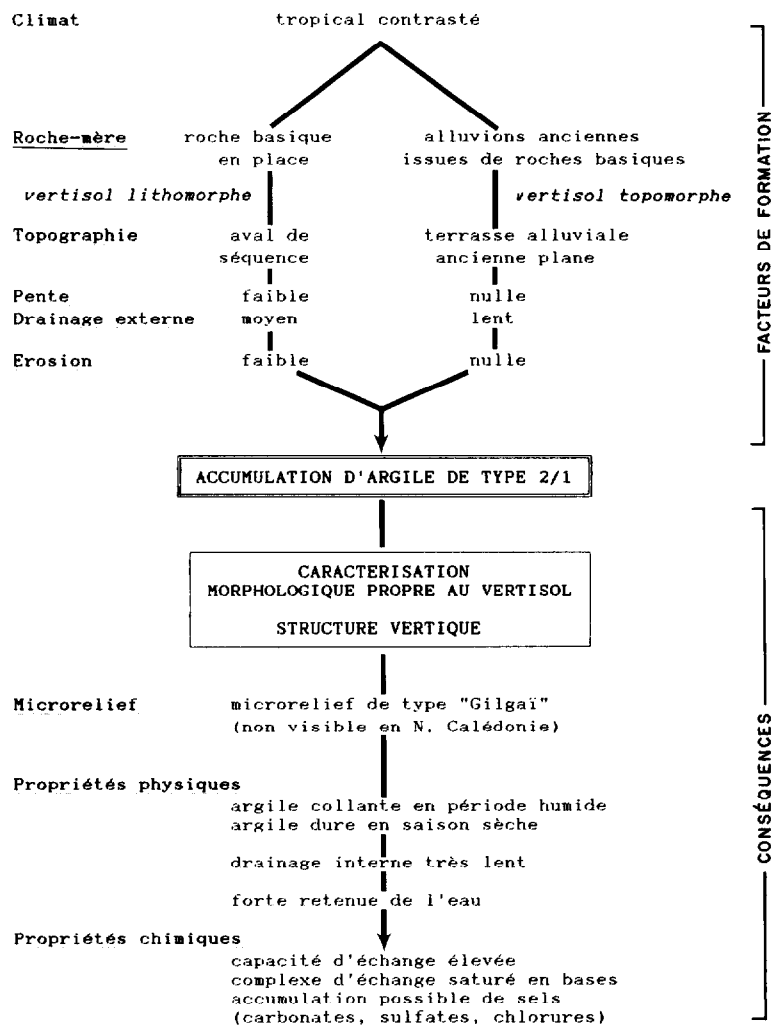 Climat tropical contrasté
Roche-mère roche basique alluvions anciennes
en place issues de roches basiques
vertisol lithomorphe vertisol topomorphe
Topographie aval de terrasse alluviale
séquence ancienne plane
Pente faible nulle
Drainage externe moyen lent
Erosion faible nulle
FACTEURS DE FORMATION
ACCUMULATION D'ARGILE DE TYPE 2/1
CARACTERISATION
MORPHOLOGIQUE PROPRE AU VERTISOL
STRUCTURE VERTIQUE
Microrelief microrelief de type "Gilgaï"
(non visible en N. Calédonie)
Propriétés physiques
argile collante en période humide
argile dure en saison sèche
drainage interne très lent
forte retenue de l'eau
Propriétés chimiques
capacité d'échange élevée
complexe d'échange saturé en bases
accumulation possible de sels
(carbonates, sulfates, chlorures)
CONSÉQUENCES